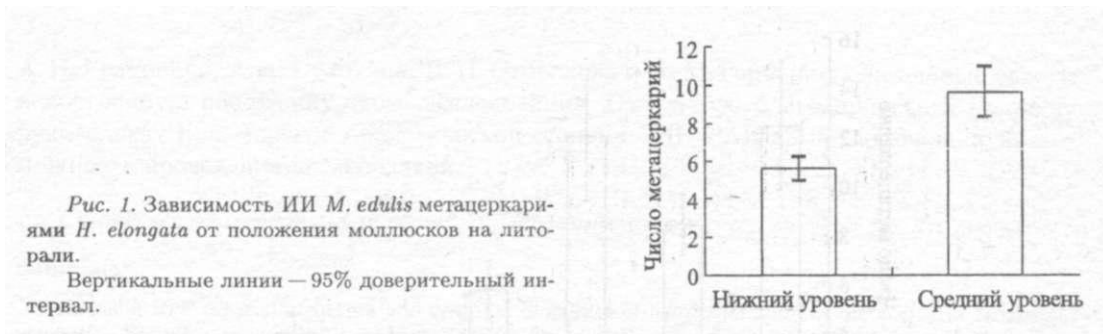 Рис. 1. Зависимость ИИ M. edulis метацеркари-
ями H. elongata от положения моллюсков на лито-
рали.
Вертикальные линии — 95% доверительный ин-
тервал.
Число метацеркарий
12
10
8
6
4
2
0
Нижний уровень Средний уровень